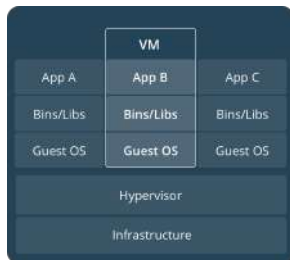 VM
App A App B App C
Bins/Libs Bins/Libs Bins/Libs
Guest OS Guest OS Guest OS
Hypervisor
Infrastructure